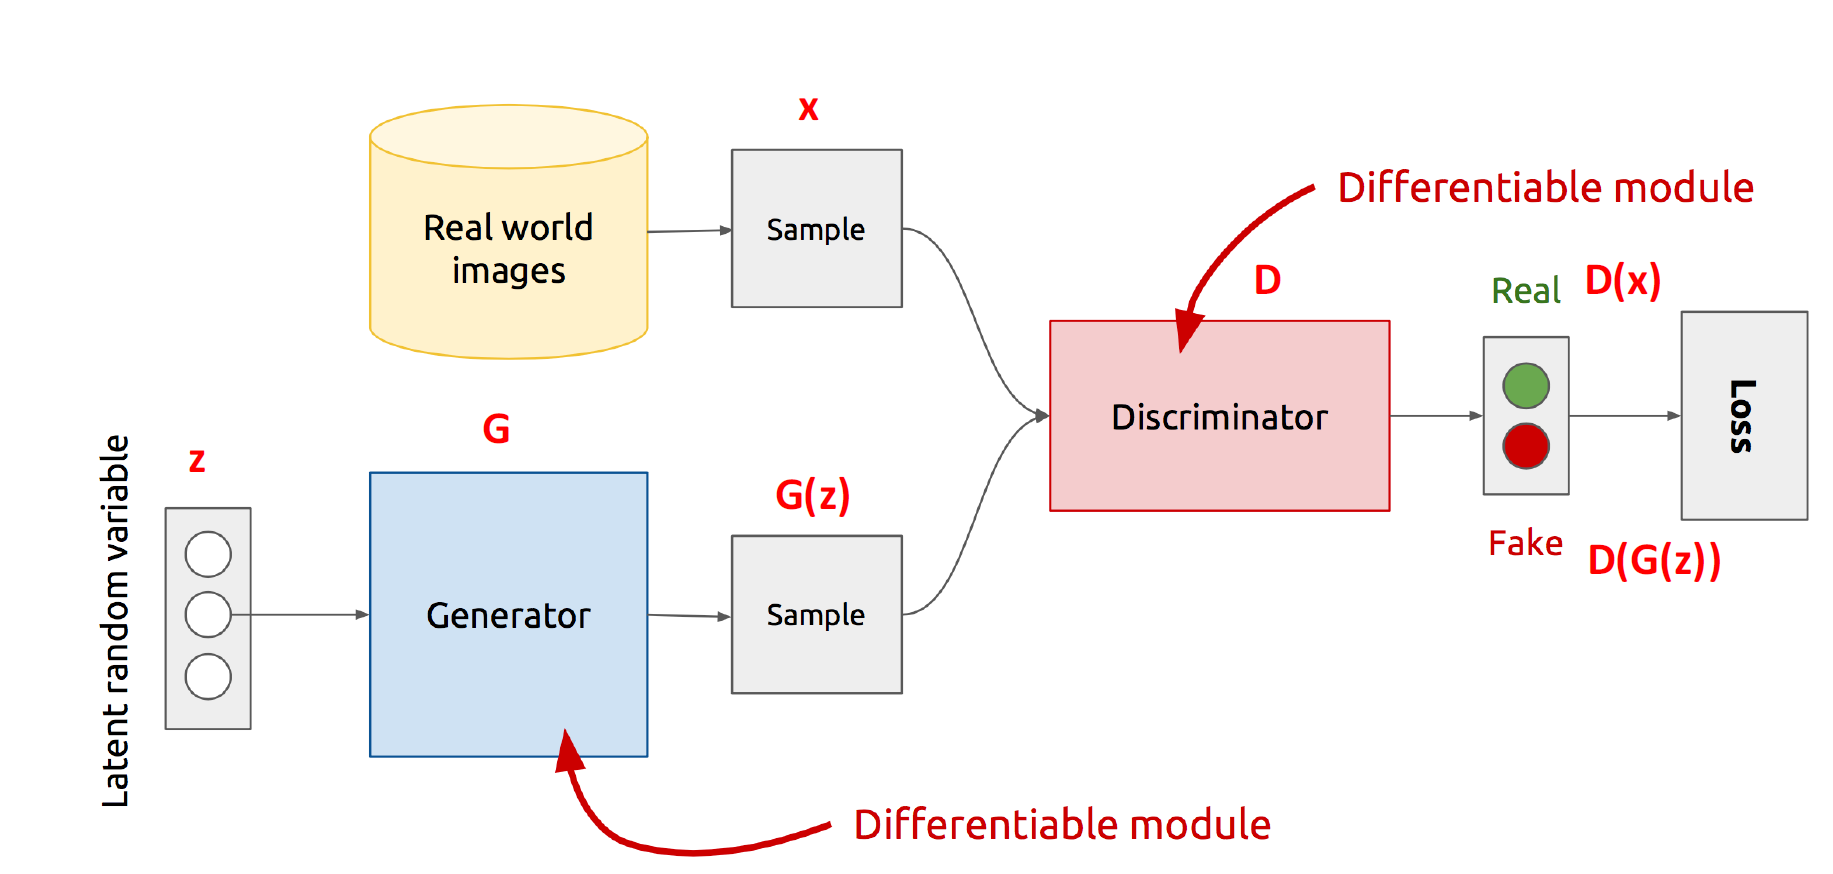 x
Real world
images
Sample
Differentiable module
D
Real
D(x)
Discriminator
Loss
Fake
D(G(z))
Latent random variable
z
G
Generator
G(z)
Sample
Differentiable module